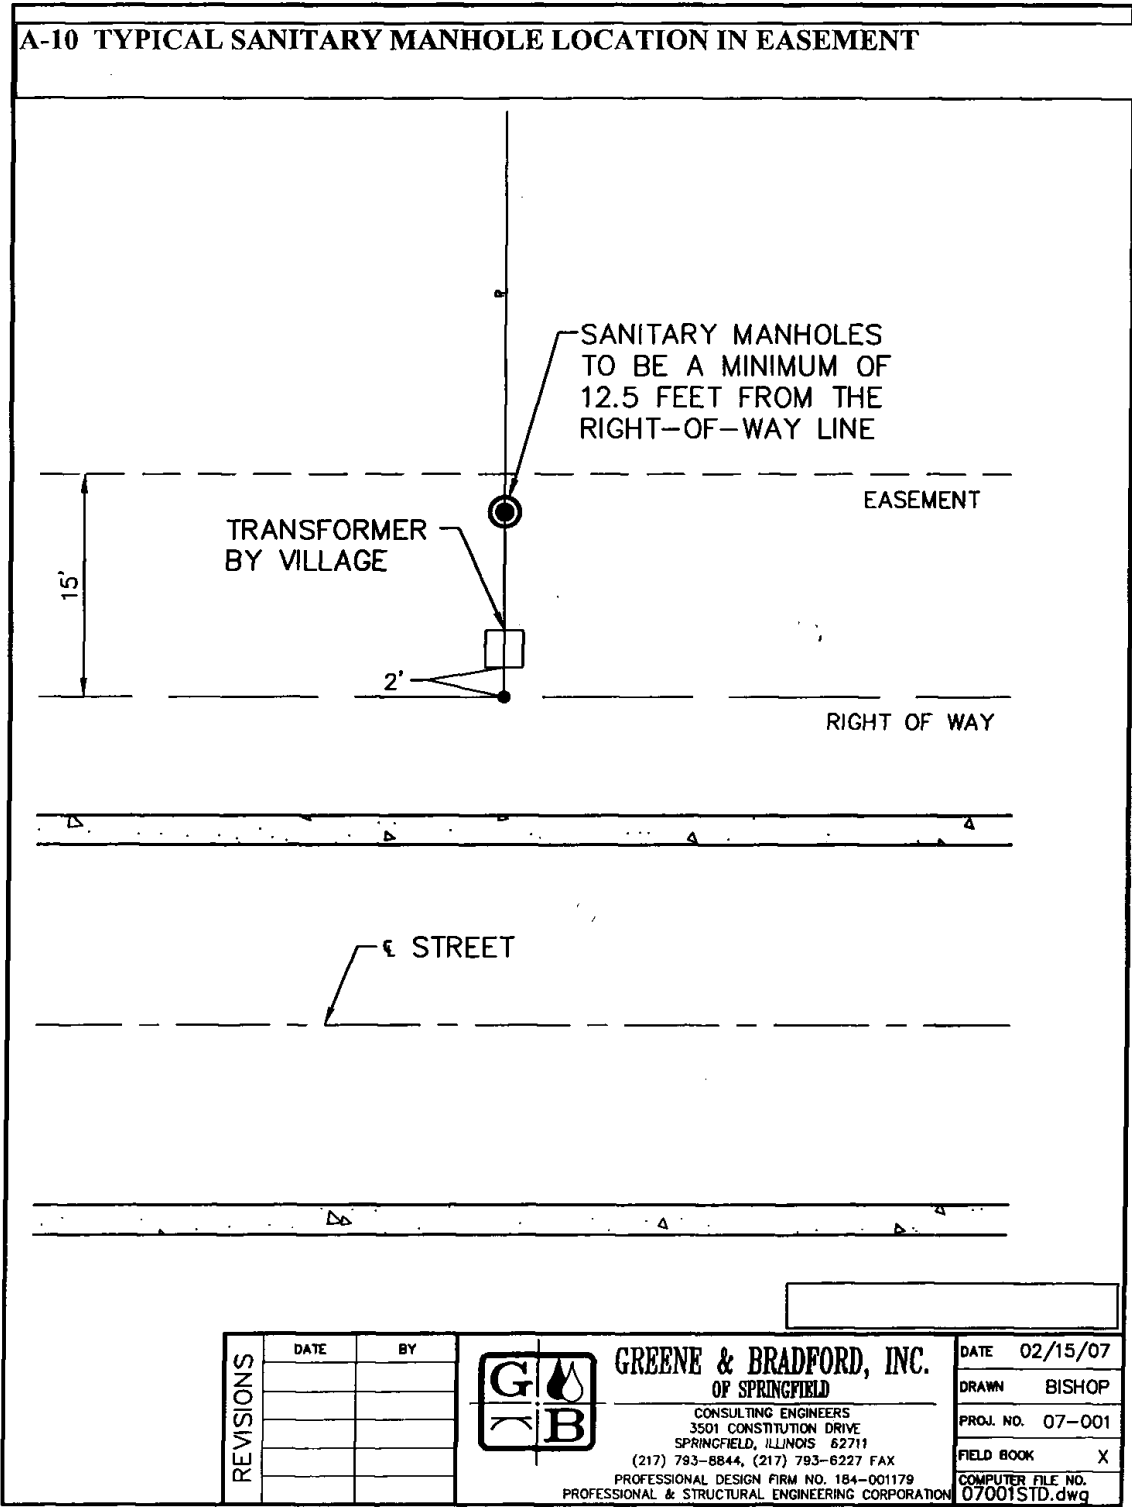 A-10 TYPICAL SANITARY MANHOLE LOCATION IN EASEMENT
P
SANITARY MANHOLES
TO BE A MINIMUM OF
12.5 FEET FROM THE
RIGHT-OF-WAY LINE
EASEMENT
TRANSFORMER
BY VILLAGE
15'
2'
RIGHT OF WAY
℄ STREET
REVISIONS
DATE BY
G
B
GREENE & BRADFORD, INC.
OF SPRINGFIELD
CONSULTING ENGINEERS
3501 CONSTITUTION DRIVE
SPRINGFIELD, ILLINOIS 62711
(217) 793-8844, (217) 793-6227 FAX
PROFESSIONAL DESIGN FIRM NO. 184-001179
PROFESSIONAL & STRUCTURAL ENGINEERING CORPORATION
DATE 02/15/07
DRAWN BISHOP
PROJ. NO. 07-001
FIELD BOOK X
COMPUTER FILE NO.
07001STD.dwg